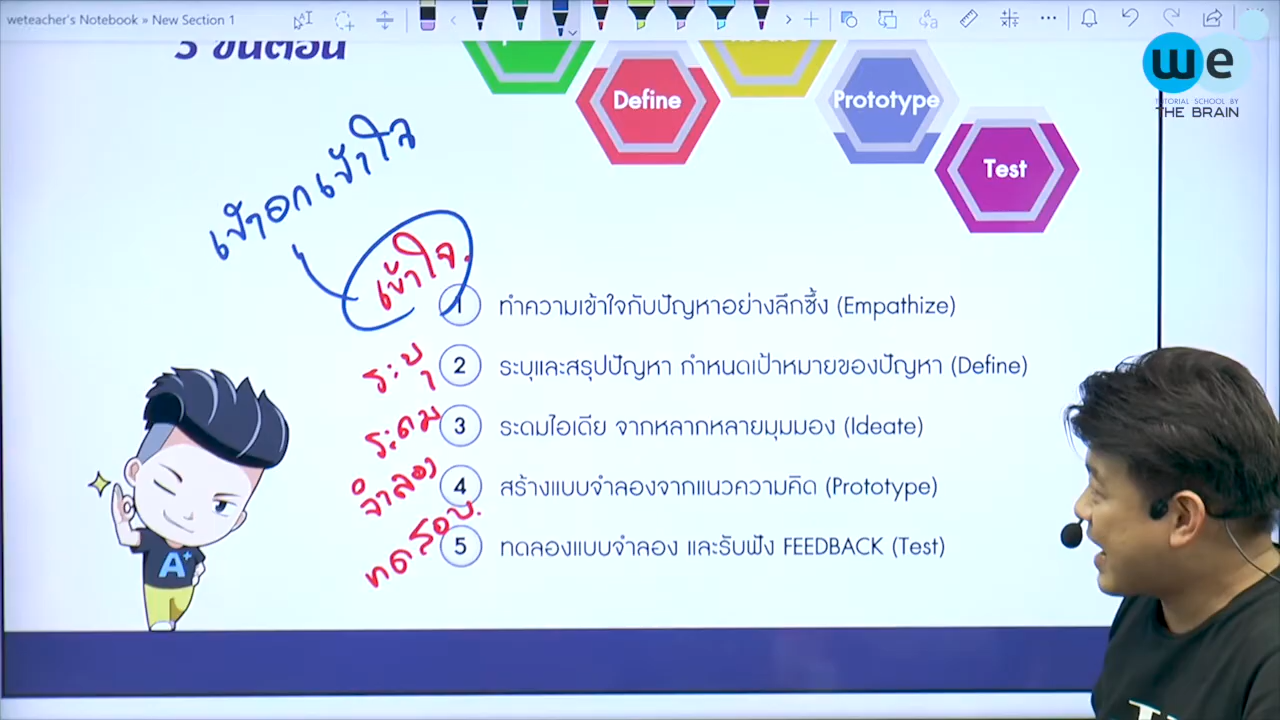 weteacher's Notebook » New Section 1
5 ขั้นตอน
Define
Prototype
Test
we
TUTORIAL SCHOOL BY
THE BRAIN
เข้าอกเข้าใจ
เข้าใจ.
1 ทำความเข้าใจกับปัญหาอย่างลึกซึ้ง (Empathize)
ระบุ
2 ระบุและสรุปปัญหา กำหนดเป้าหมายของปัญหา (Define)
ระดม
3 ระดมไอเดีย จากหลากหลายมุมมอง (Ideate)
จำลอง
4 สร้างแบบจำลองจากแนวความคิด (Prototype)
ทดสอบ.
5 ทดลองแบบจำลอง และรับฟัง FEEDBACK (Test)
A+